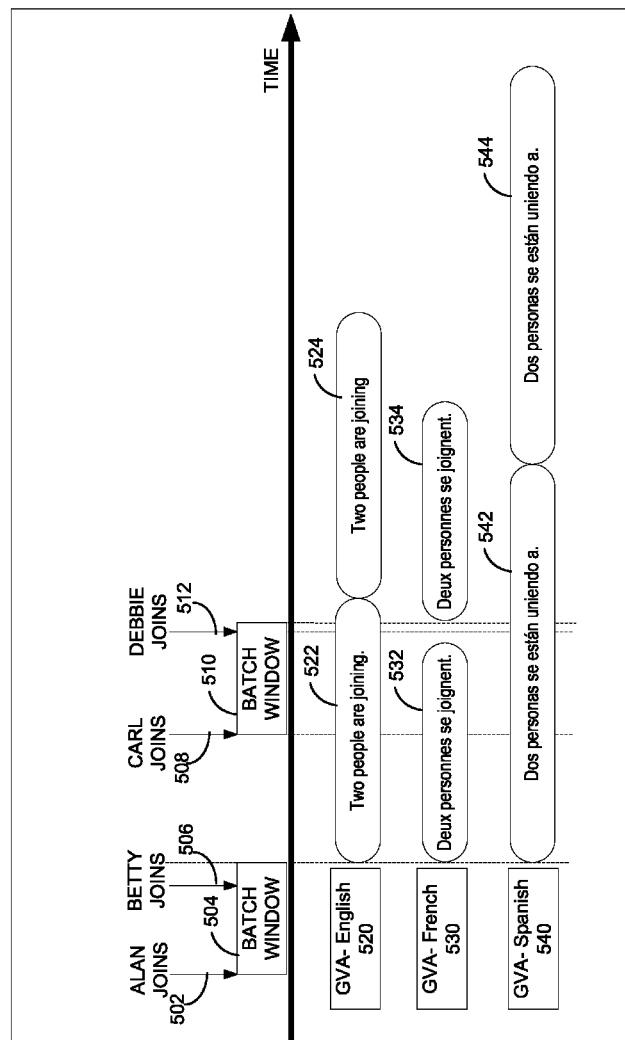 ALAN
JOINS
502
BETTY
JOINS
506
504
BATCH
WINDOW
CARL
JOINS
508
DEBBIE
JOINS
512
510
BATCH
WINDOW
TIME
GVA- English
520
522
Two people are joining.
524
Two people are joining
GVA- French
530
532
Deux personnes se joignent.
534
Deux personnes se joignent.
GVA- Spanish
540
542
Dos personas se están uniendo a.
544
Dos personas se están uniendo a.